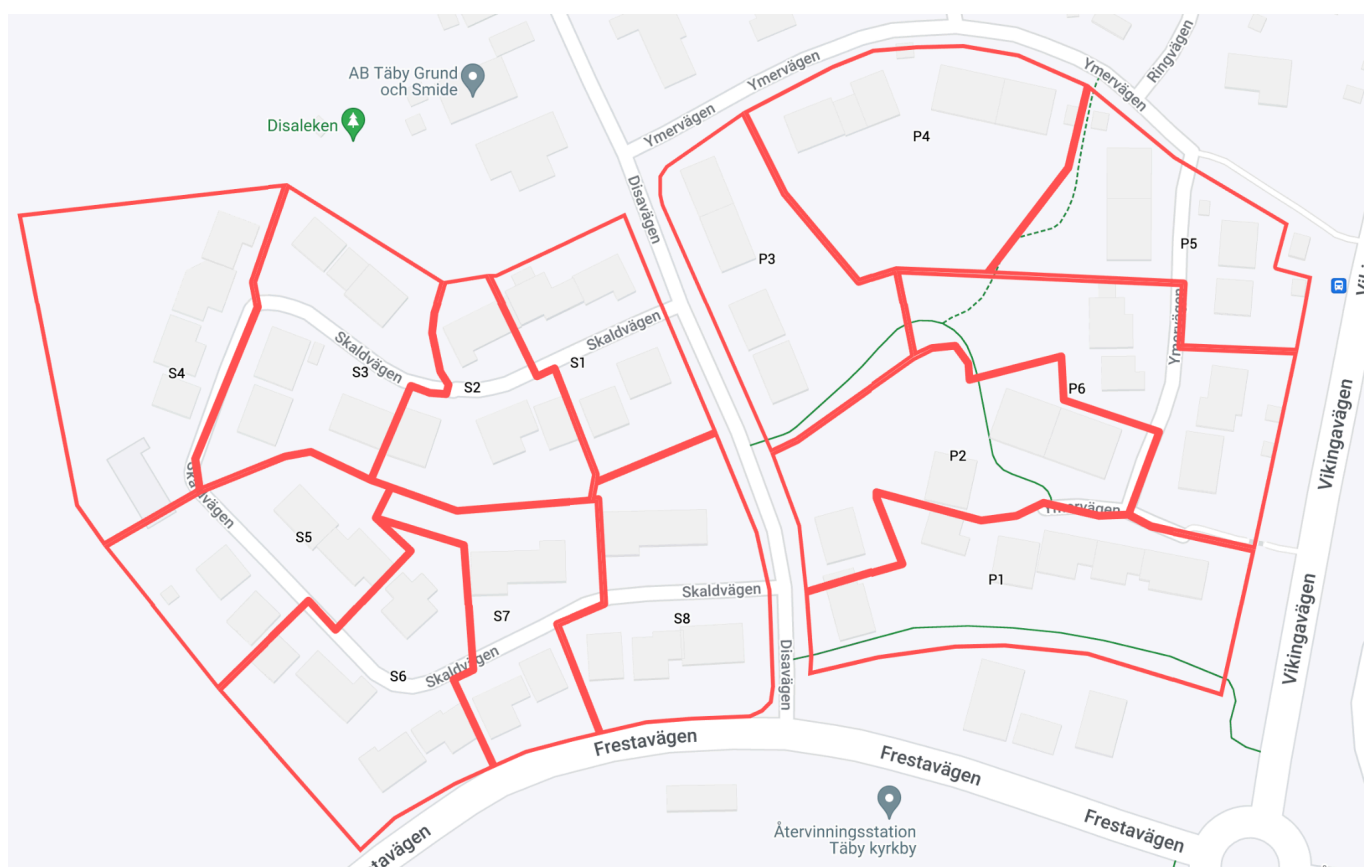 AB Täby Grund
och Smide
Disaleken
Ymervägen
Ymervägen
Ymervägen
Ringvägen
Disavägen
P4
P3
P5
Ymervägen
S4
Skaldvägen
S3
S2
Skaldvägen
S1
P6
P2
Vikingavägen
Ymervägen
S5
S7
Skaldvägen
S8
P1
S6
Skaldvägen
Disavägen
Vikingavägen
Frestavägen
Frestavägen
Frestavägen
Återvinningsstation
Täby kyrkby